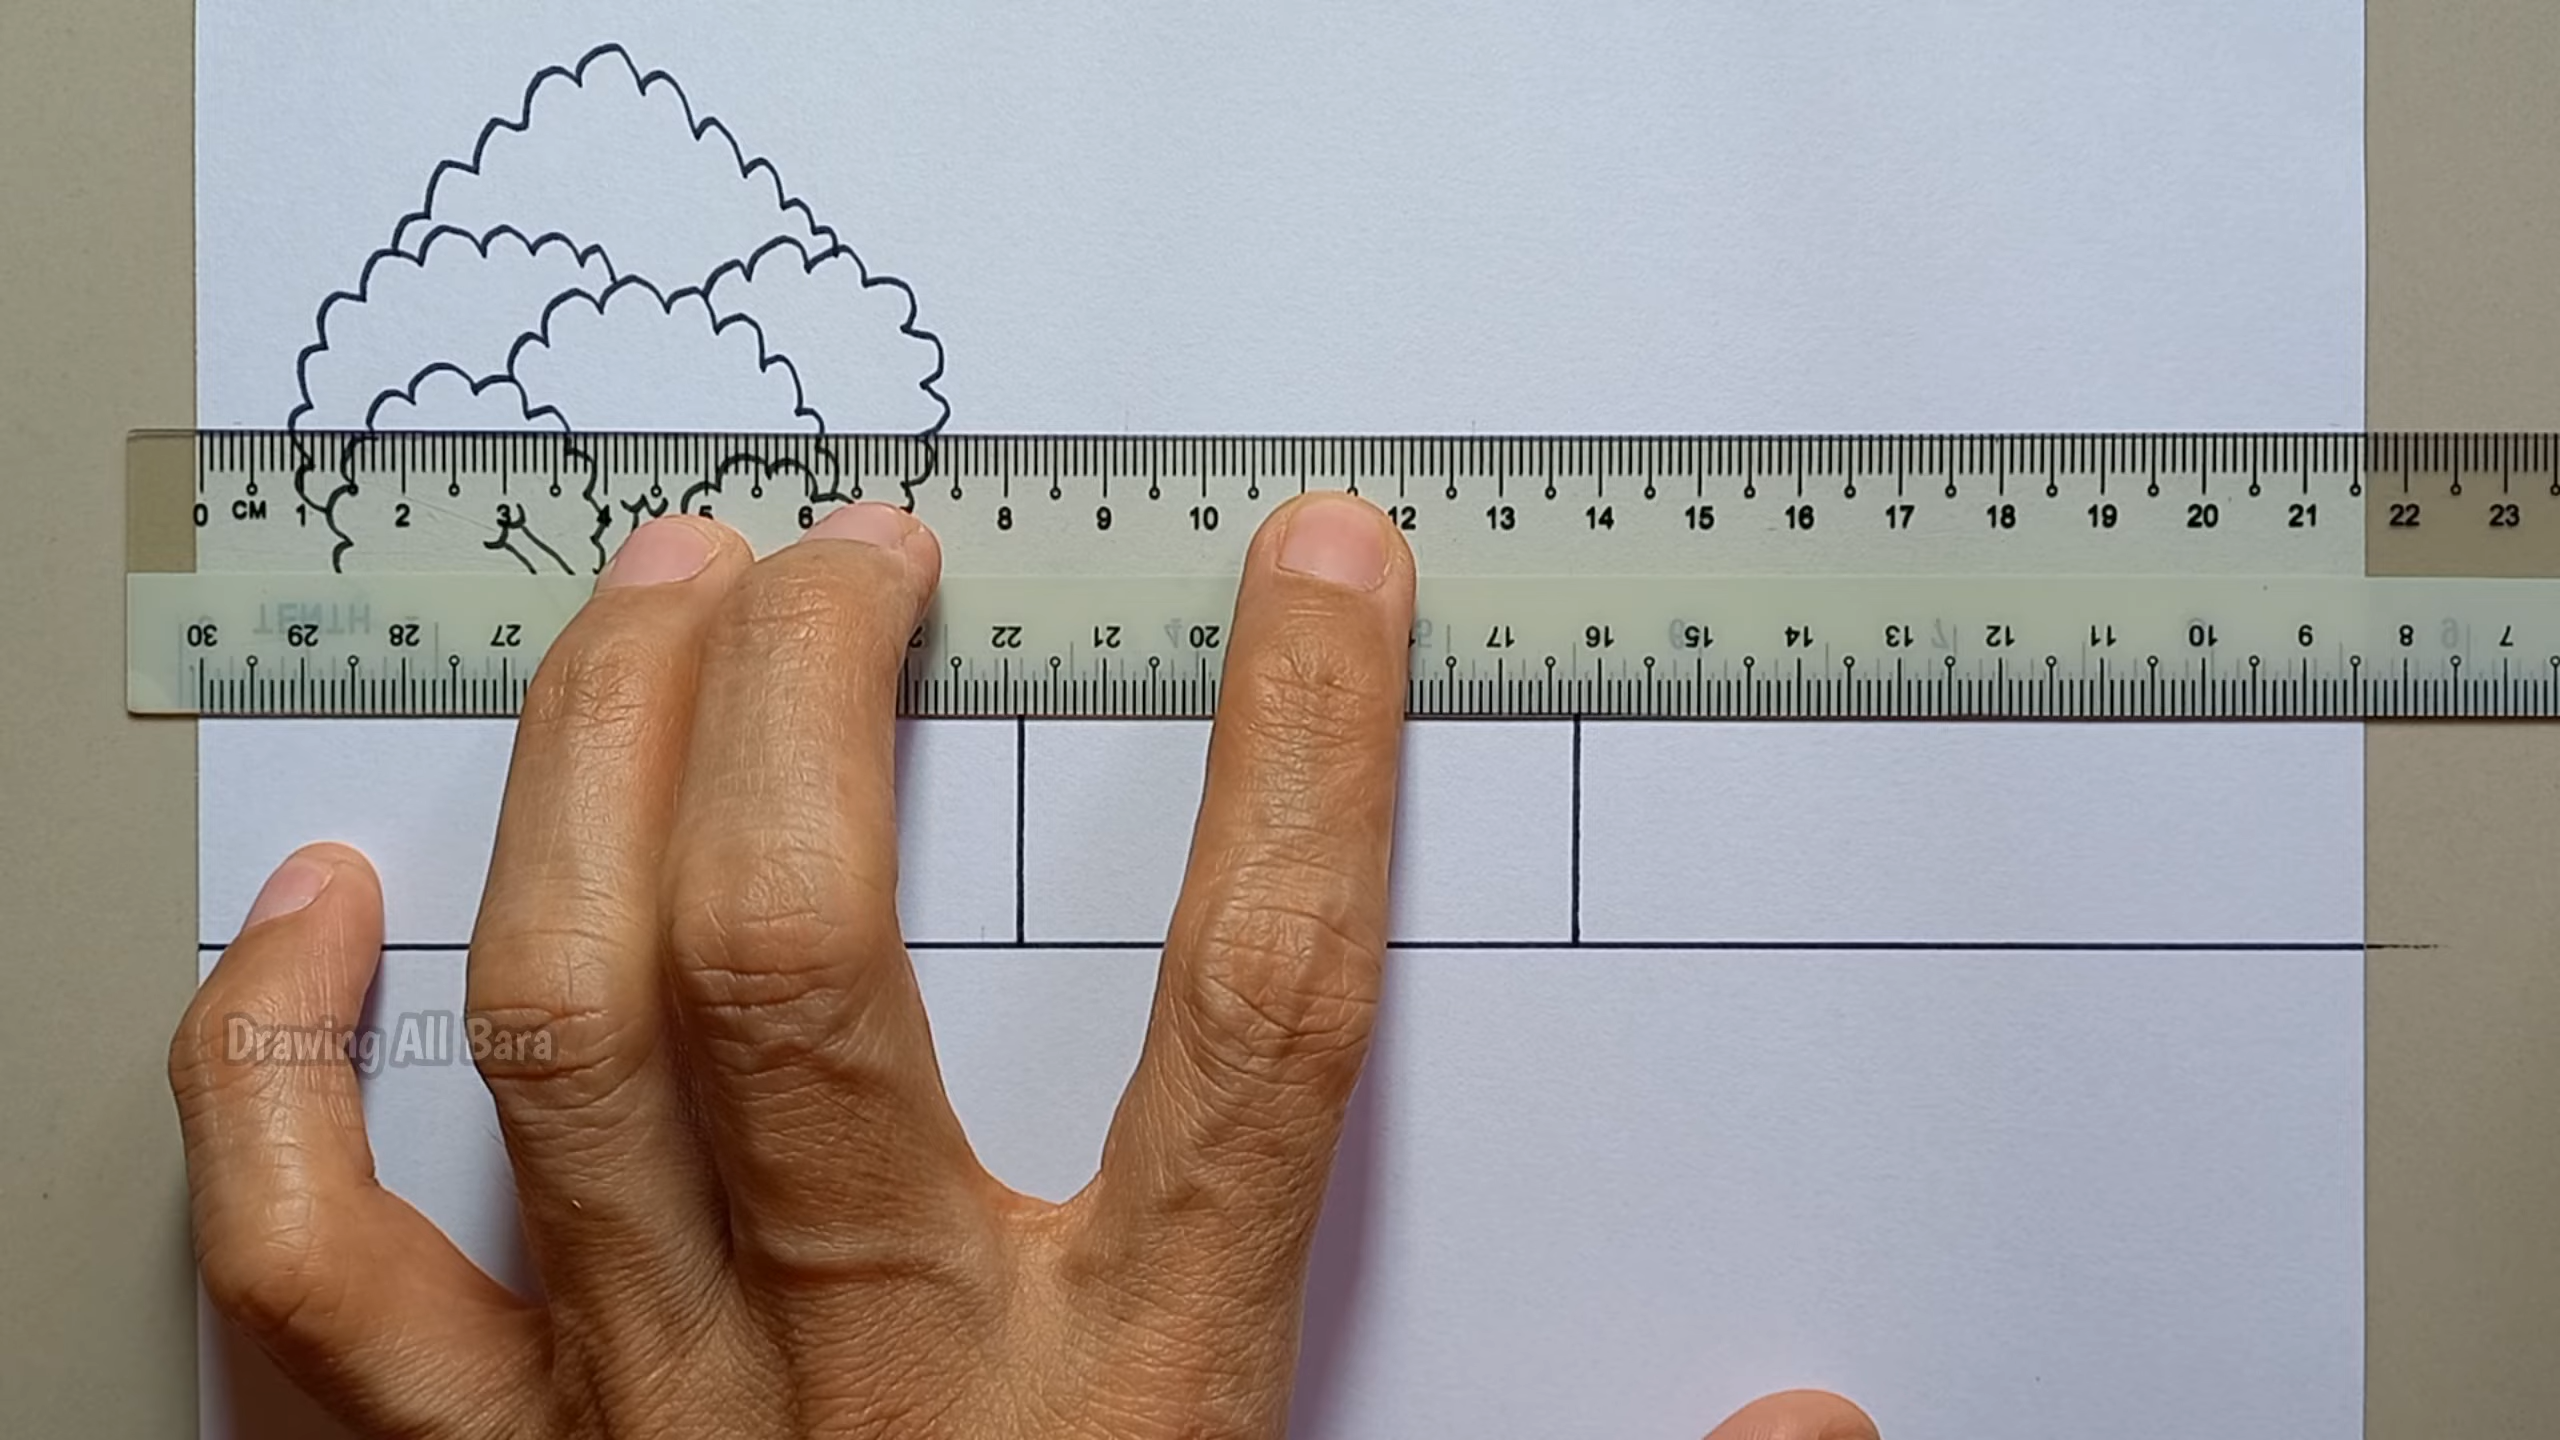 0 CM 1 2 3 4 5 6 8 9 10 12 13 14 15 16 17 18 19 20 21 22 23
30 29 28 27 22 21 20 17 16 15 14 13 12 11 10 9 8 7
TENTH
Drawing All Bara